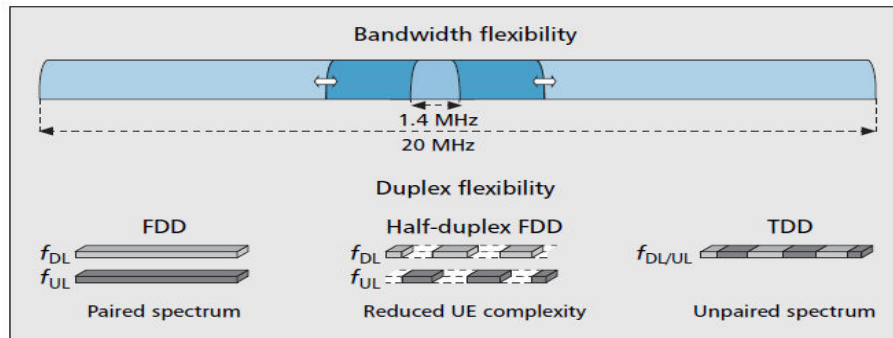 Bandwidth flexibility
1.4 MHz
20 MHz
Duplex flexibility
FDD
Half-duplex FDD
TDD
fDL
fUL
fDL
fUL
fDL/UL
Paired spectrum
Reduced UE complexity
Unpaired spectrum